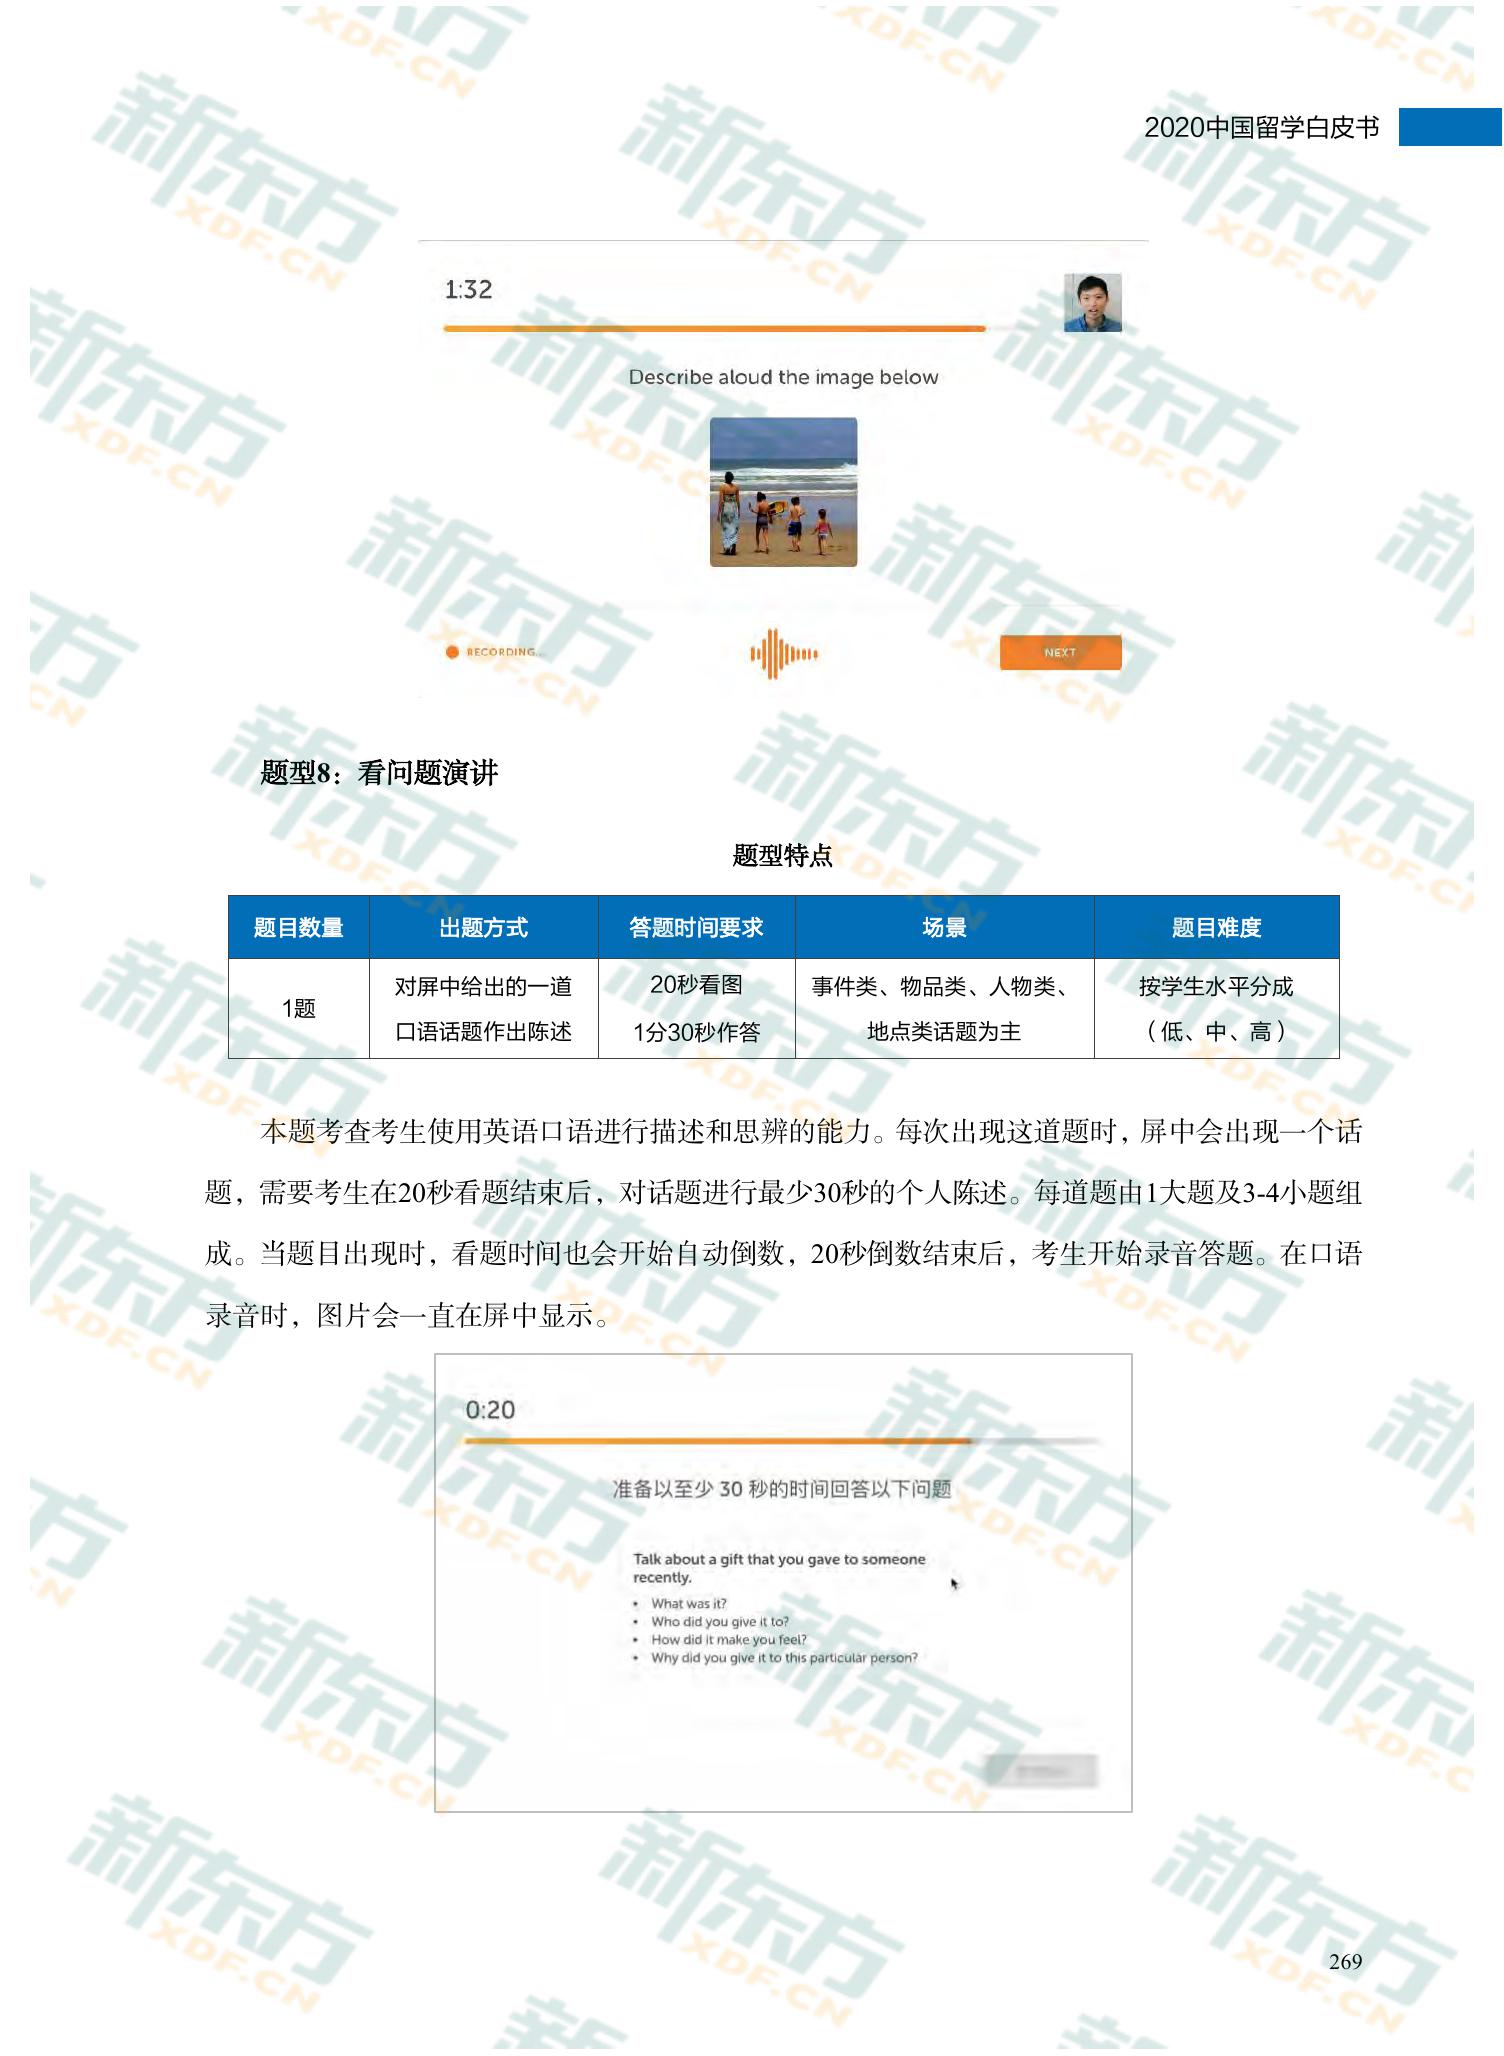 2020中国留学白皮书
1:32
Describe aloud the image below
RECORDING...
NEXT
题型8：看问题演讲
题型特点
题目数量 出题方式 答题时间要求 场景 题目难度
1题 对屏中给出的一道 20秒看图 事件类、物品类、人物类、 按学生水平分成
口语话题作出陈述 1分30秒作答 地点类话题为主 （低、中、高）
本题考查考生使用英语口语进行描述和思辨的能力。每次出现这道题时，屏中会出现一个话
题，需要考生在20秒看题结束后，对话题进行最少30秒的个人陈述。每道题由1大题及3-4小题组
成。当题目出现时，看题时间也会开始自动倒数，20秒倒数结束后，考生开始录音答题。在口语
录音时，图片会一直在屏中显示。
0:20
准备以至少 30 秒的时间回答以下问题
Talk about a gift that you gave to someone
recently.
• What was it?
• Who did you give it to?
• How did it make you feel?
• Why did you give it to this particular person?
269
新东方
XDF.CN